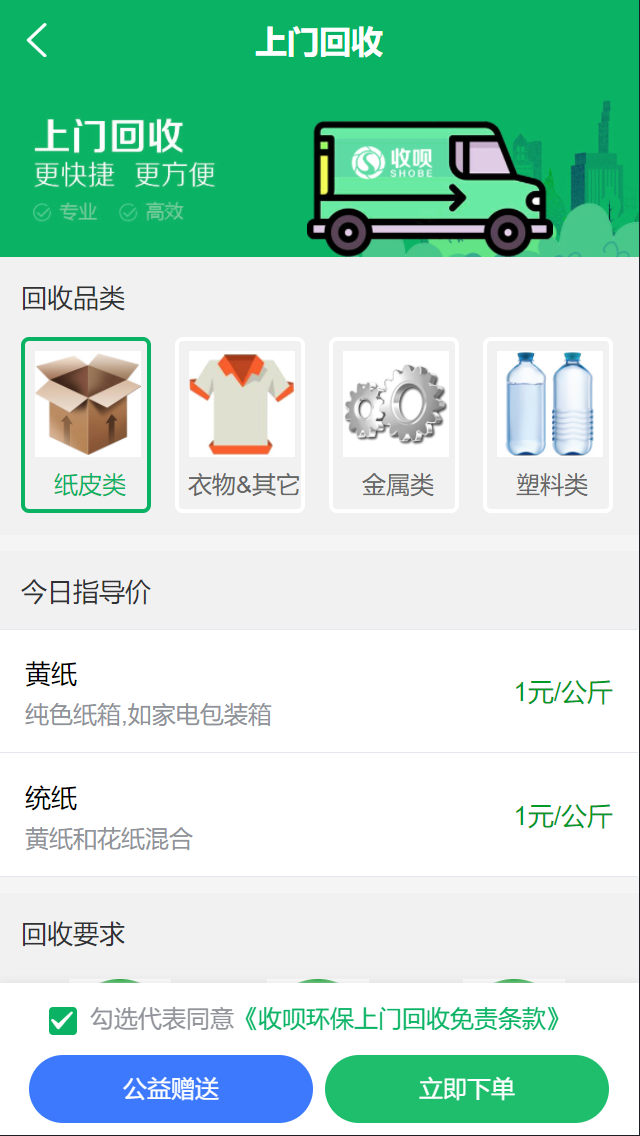 上门回收
上门回收
更快捷 更方便
专业 高效
收呗
SHOBE
回收品类
纸皮类 衣物&其它 金属类 塑料类
今日指导价
黄纸
纯色纸箱,如家电包装箱
1元/公斤
统纸
黄纸和花纸混合
1元/公斤
回收要求
勾选代表同意《收呗环保上门回收免责条款》
公益赠送 立即下单